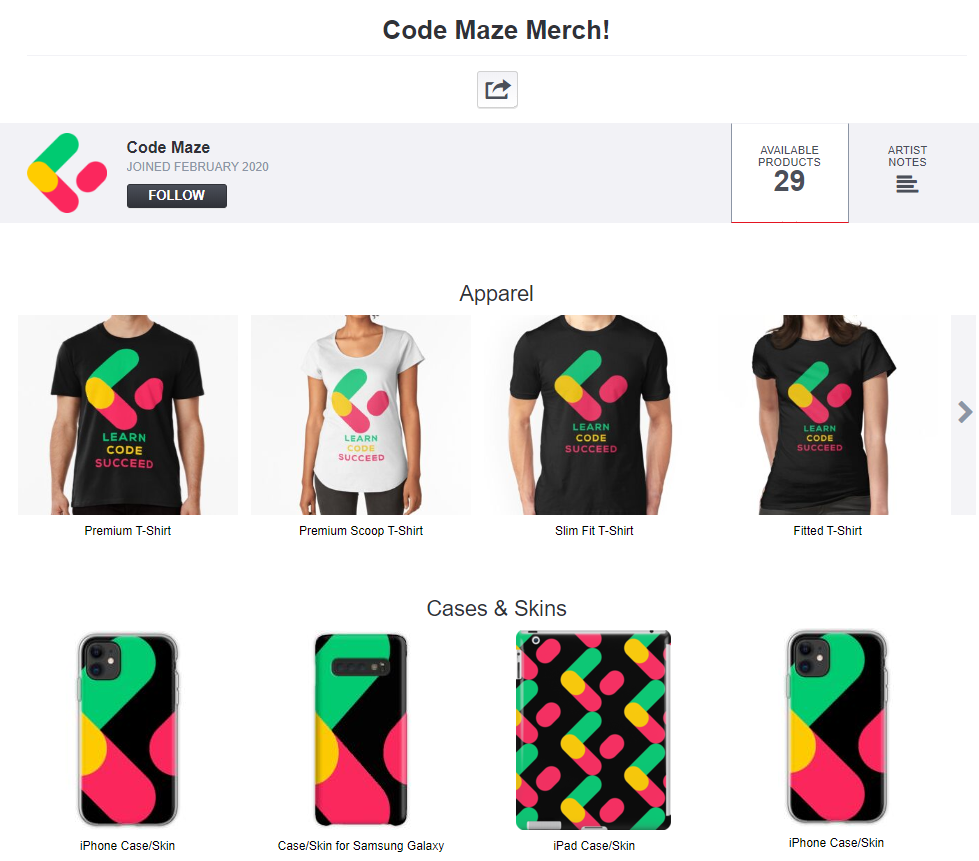 Code Maze Merch!
Code Maze
JOINED FEBRUARY 2020
FOLLOW
AVAILABLE
PRODUCTS
29
ARTIST
NOTES
Apparel
LEARN
CODE
SUCCEED
LEARN
CODE
SUCCEED
LEARN
CODE
SUCCEED
LEARN
CODE
SUCCEED
Premium T-Shirt
Premium Scoop T-Shirt
Slim Fit T-Shirt
Fitted T-Shirt
Cases & Skins
iPhone Case/Skin
Case/Skin for Samsung Galaxy
iPad Case/Skin
iPhone Case/Skin